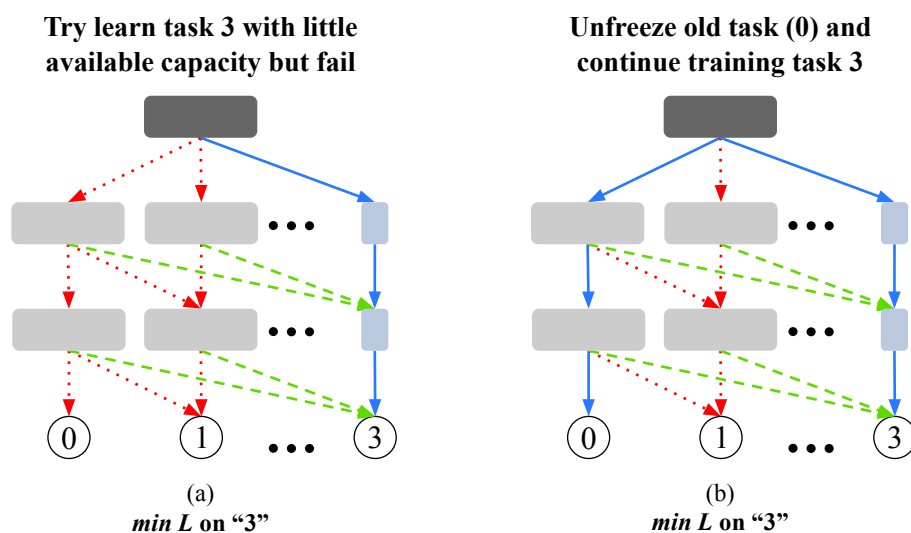 Try learn task 3 with little
available capacity but fail
0
1
3
(a)
min L on “3”
Unfreeze old task (0) and
continue training task 3
0
1
3
(b)
min L on “3”